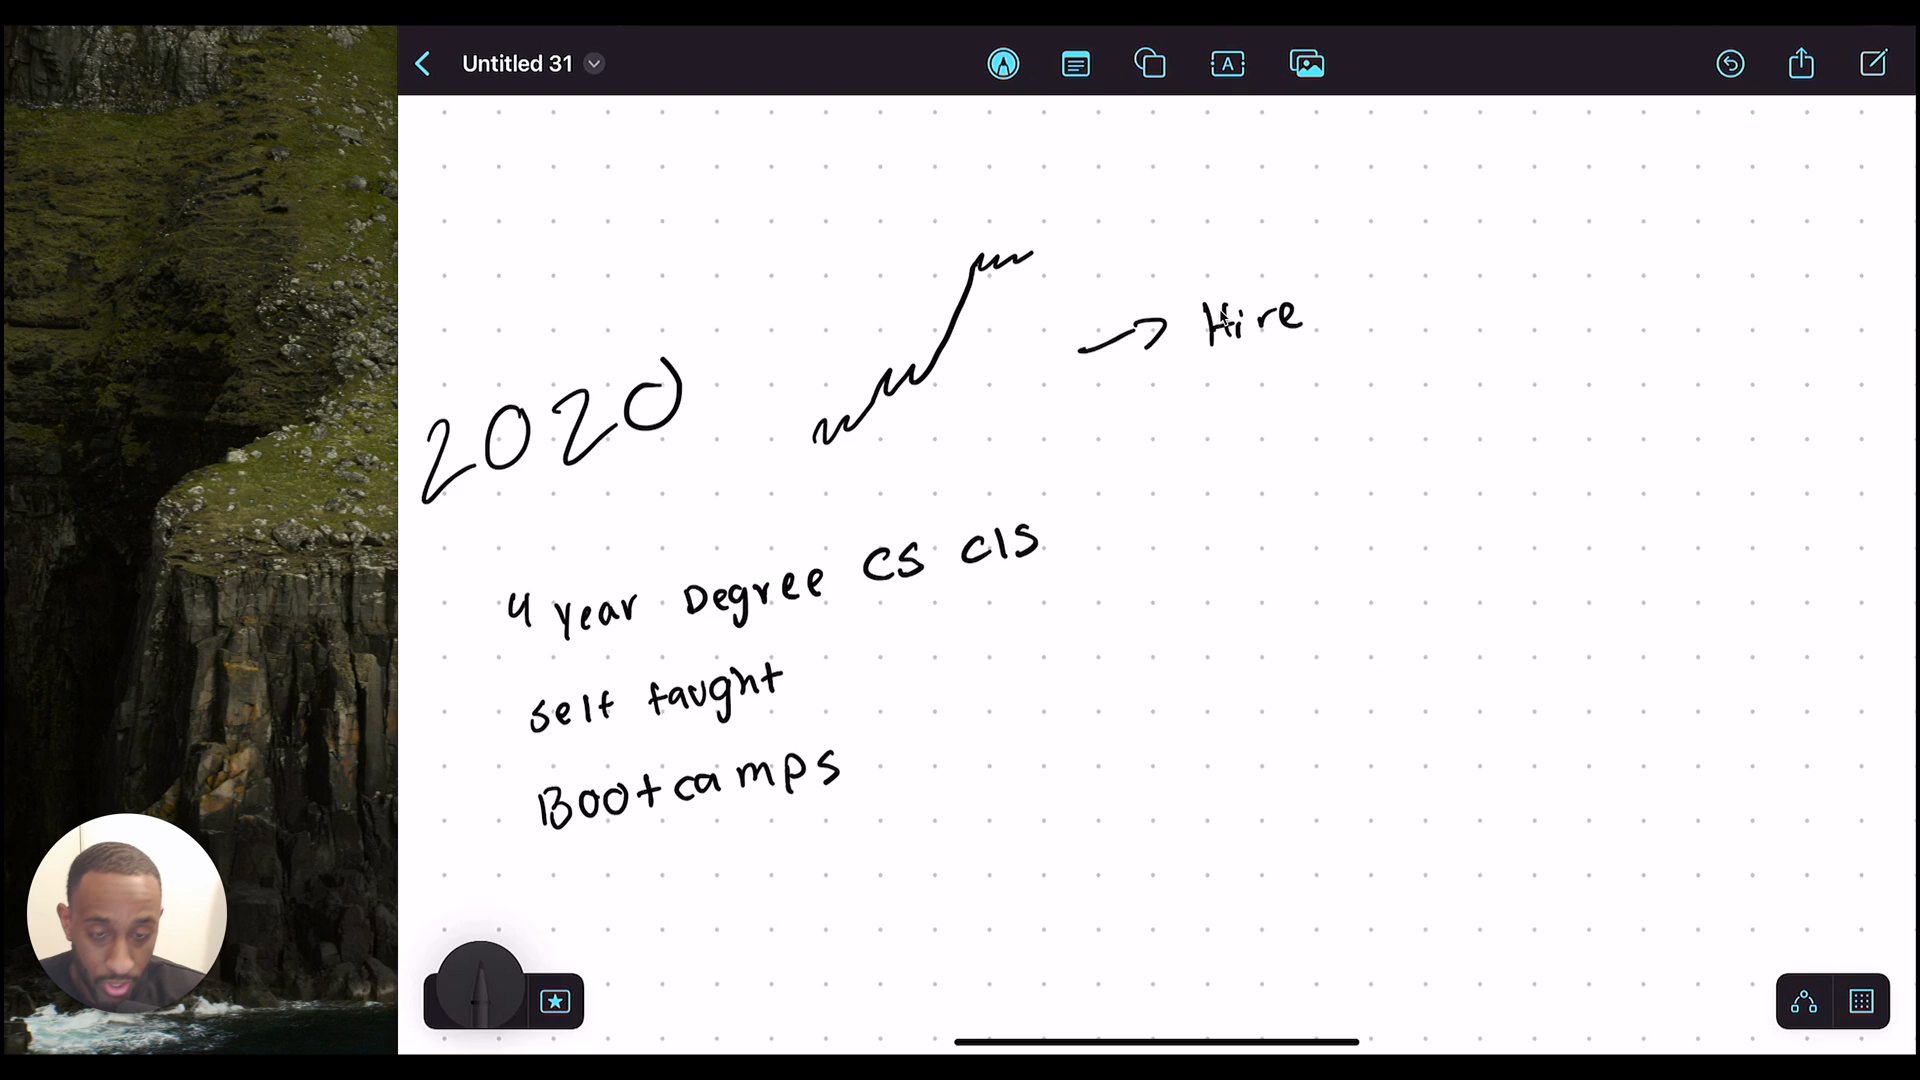 Untitled 31
Hire
2020
4 year Degree CS CIS
self taught
Bootcamps